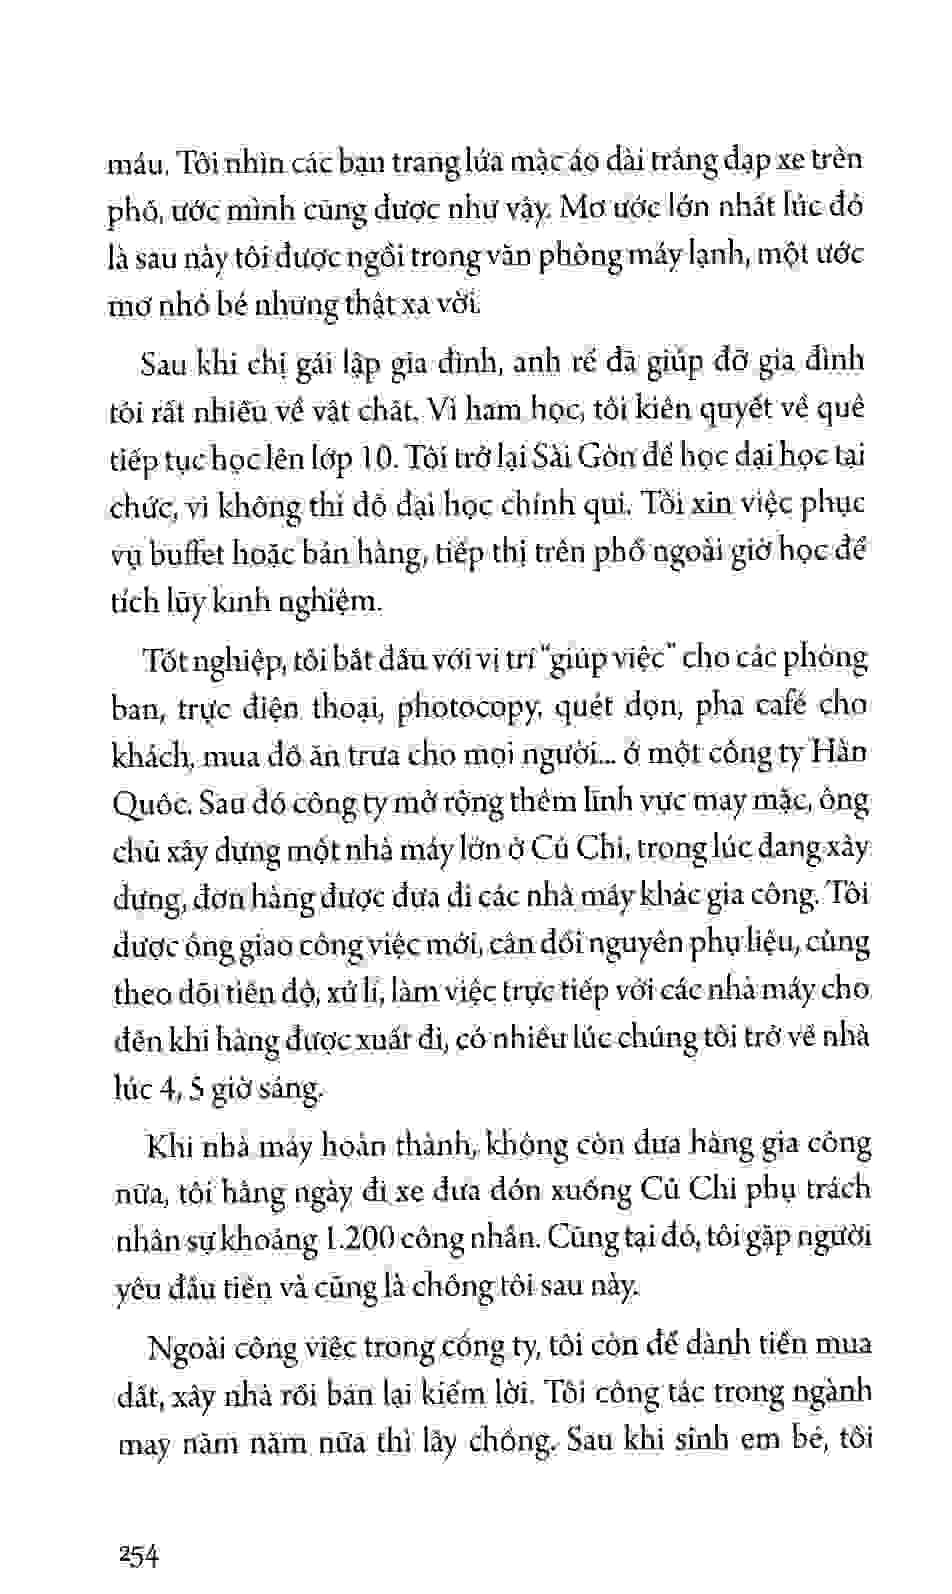 máu. Tôi nhìn các bạn trang lứa mặc áo dài trắng đạp xe trên
phố, ước mình cũng được như vậy. Mơ ước lớn nhất lúc đó
là sau này tôi được ngồi trong văn phòng máy lạnh, một ước
mơ nhỏ bé nhưng thật xa vời.
Sau khi chị gái lập gia đình, anh rể đã giúp đỡ gia đình
tôi rất nhiều về vật chất. Vì ham học, tôi kiên quyết về quê
tiếp tục học lên lớp 10. Tôi trở lại Sài Gòn để học đại học tại
chức, vì không thi đỗ đại học chính qui. Tôi xin việc phục
vụ buffet hoặc bán hàng, tiếp thị trên phố ngoài giờ học để
tích lũy kinh nghiệm.
Tốt nghiệp, tôi bắt đầu với vị trí "giúp việc" cho các phòng
ban, trực điện thoại, photocopy, quét dọn, pha café cho
khách, mua đồ ăn trưa cho mọi người... ở một công ty Hàn
Quốc. Sau đó công ty mở rộng thêm lĩnh vực may mặc, ông
chủ xây dựng một nhà máy lớn ở Củ Chi, trong lúc đang xây
dựng, đơn hàng được đưa đi các nhà máy khác gia công. Tôi
được ông giao công việc mới, cân đối nguyên phụ liệu, cùng
theo dõi tiến độ, xử lí, làm việc trực tiếp với các nhà máy cho
đến khi hàng được xuất đi, có nhiều lúc chúng tôi trở về nhà
lúc 4, 5 giờ sáng.
Khi nhà máy hoàn thành, không còn đưa hàng gia công
nữa, tôi hằng ngày đi xe đưa đón xuống Củ Chi phụ trách
nhân sự khoảng 1.200 công nhân. Cũng tại đó, tôi gặp người
yêu đầu tiên và cũng là chồng tôi sau này.
Ngoài công việc trong công ty, tôi còn để dành tiền mua
đất, xây nhà rồi bán lại kiếm lời. Tôi công tác trong ngành
may năm năm nữa thì lấy chồng. Sau khi sinh em bé, tôi
254